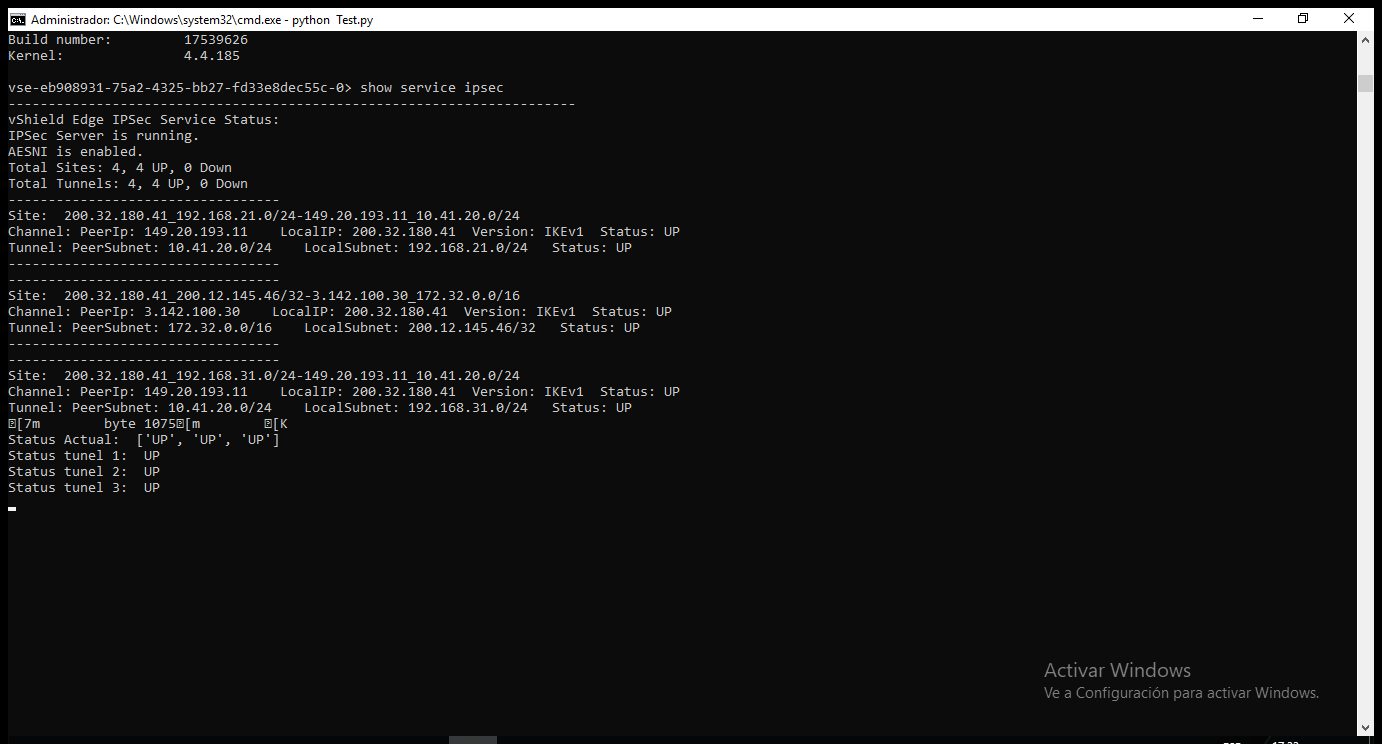 Administrador: C:\Windows\system32\cmd.exe - python  Test.py
Build number:         17539626
Kernel:               4.4.185
vse-eb908931-75a2-4325-bb27-fd33e8dec55c-0> show service ipsec
-----------------------------------------------------------------------
vShield Edge IPSec Service Status:
IPSec Server is running.
AESNI is enabled.
Total Sites: 4, 4 UP, 0 Down
Total Tunnels: 4, 4 UP, 0 Down
----------------------------------
Site:  200.32.180.41_192.168.21.0/24-149.20.193.11_10.41.20.0/24
Channel: PeerIp: 149.20.193.11    LocalIP: 200.32.180.41  Version: IKEv1  Status: UP
Tunnel: PeerSubnet: 10.41.20.0/24    LocalSubnet: 192.168.21.0/24   Status: UP
----------------------------------
----------------------------------
Site:  200.32.180.41_200.12.145.46/32-3.142.100.30_172.32.0.0/16
Channel: PeerIp: 3.142.100.30    LocalIP: 200.32.180.41  Version: IKEv1  Status: UP
Tunnel: PeerSubnet: 172.32.0.0/16    LocalSubnet: 200.12.145.46/32   Status: UP
----------------------------------
----------------------------------
Site:  200.32.180.41_192.168.31.0/24-149.20.193.11_10.41.20.0/24
Channel: PeerIp: 149.20.193.11    LocalIP: 200.32.180.41  Version: IKEv1  Status: UP
Tunnel: PeerSubnet: 10.41.20.0/24    LocalSubnet: 192.168.31.0/24   Status: UP
[7m        byte 1075[m        [K
Status Actual:  ['UP', 'UP', 'UP']
Status tunel 1:  UP
Status tunel 2:  UP
Status tunel 3:  UP
Activar Windows
Ve a Configuración para activar Windows.